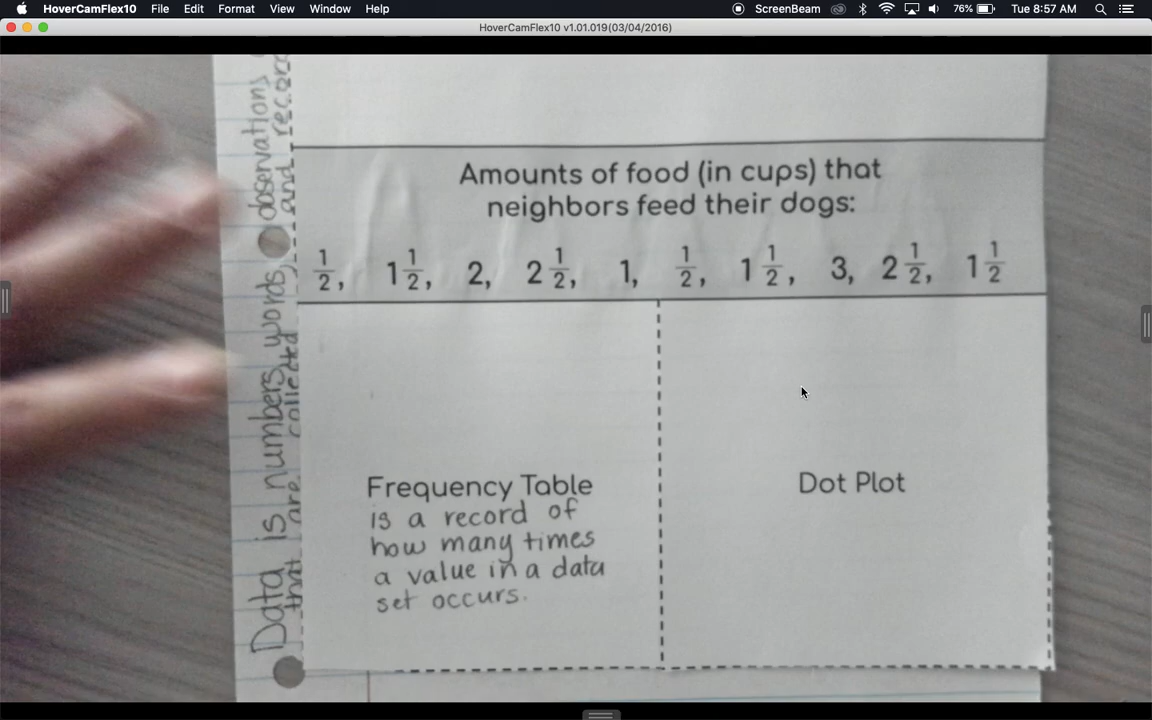 HoverCamFlex10 File Edit Format View Window Help ScreenBeam 76% Tue 8:57 AM
HoverCamFlex10 v1.01.019(03/04/2016)
Amounts of food (in cups) that
neighbors feed their dogs:
1/2, 1 1/2, 2, 2 1/2, 1, 1/2, 1 1/2, 3, 2 1/2, 1 1/2
Data is numbers, words, observations
that are collected and
Frequency Table
is a record of
how many times
a value in a data
set occurs.
Dot Plot